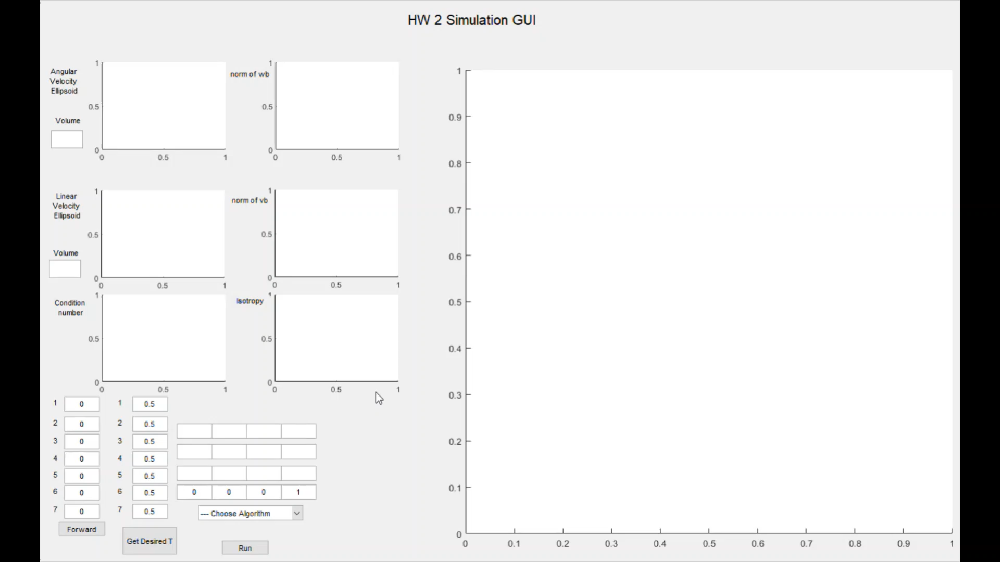 HW 2 Simulation GUI
Angular
Velocity
Ellipsoid
Volume
1
0.5
0
0
0.5
1
norm of wb
1
0.5
0
0
0.5
1
Linear
Velocity
Ellipsoid
Volume
1
0.5
0
0
0.5
1
norm of vb
1
0.5
0
0
0.5
1
Condition
number
1
0.5
0
0
0.5
1
Isotropy
1
0.5
0
0
0.5
1
1 0 1 0.5
2 0 2 0.5
3 0 3 0.5
4 0 4 0.5
5 0 5 0.5
6 0 6 0.5 0 0 0 1
7 0 7 0.5
--- Choose Algorithm
Forward
Get Desired T
Run
1
0.9
0.8
0.7
0.6
0.5
0.4
0.3
0.2
0.1
0
0 0.1 0.2 0.3 0.4 0.5 0.6 0.7 0.8 0.9 1